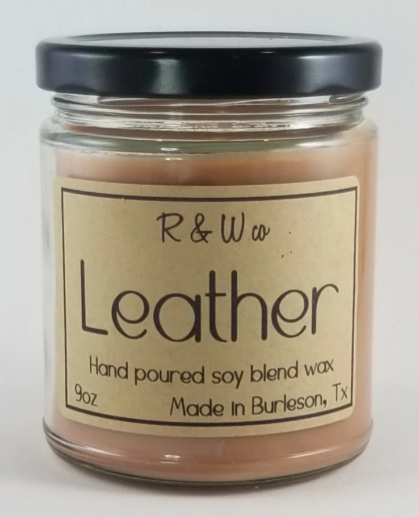 R & W co
Leather
Hand poured soy blend wax
9oz
Made in Burleson, Tx